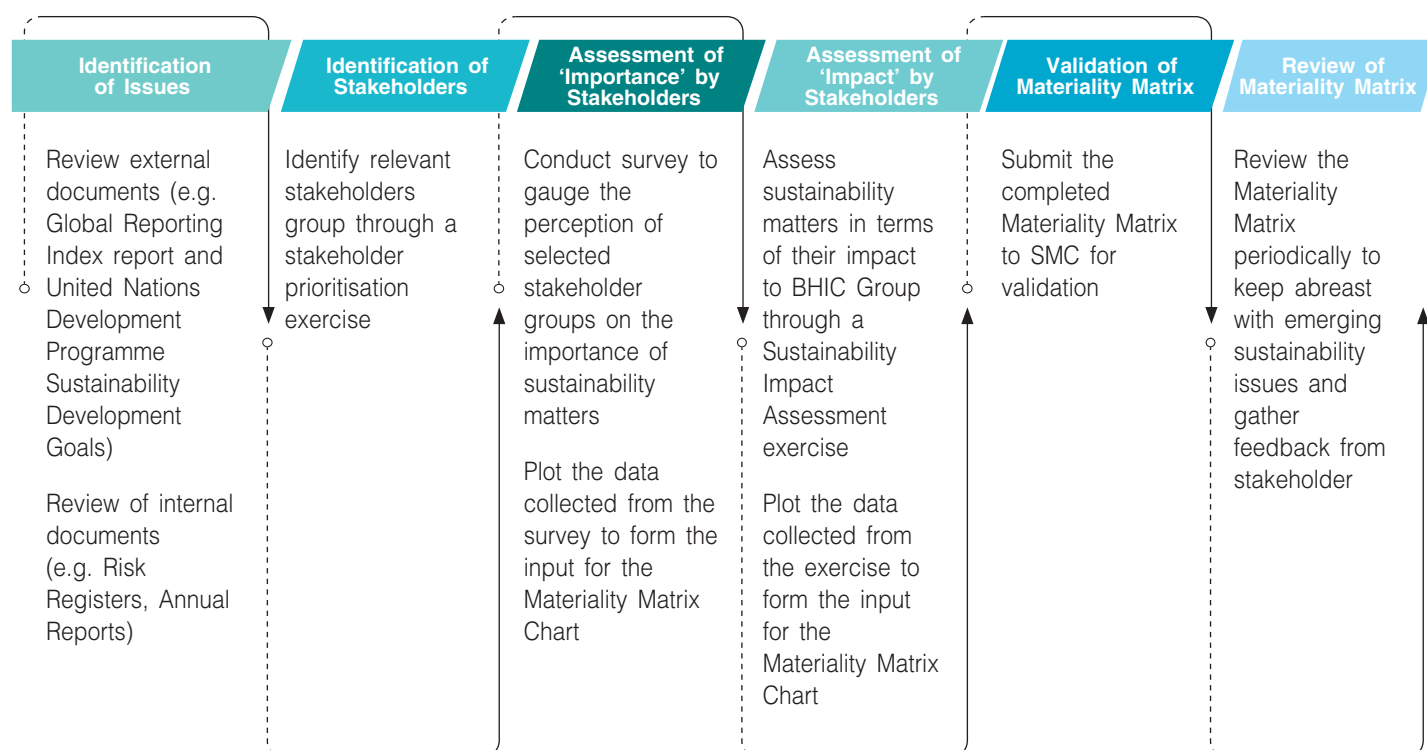 Identification
of Issues
Review external
documents (e.g.
Global Reporting
Index report and
United Nations
Development
Programme
Sustainability
Development
Goals)
Review of internal
documents
(e.g. Risk
Registers, Annual
Reports)
Identification of
Stakeholders
Identify relevant
stakeholders
group through a
stakeholder
prioritisation
exercise
Assessment of
‘Importance’ by
Stakeholders
Conduct survey to
gauge the
perception of
selected
stakeholder
groups on the
importance of
sustainability
matters
Plot the data
collected from the
survey to form the
input for the
Materiality Matrix
Chart
Assessment of
‘Impact’ by
Stakeholders
Assess
sustainability
matters in terms
of their impact
to BHIC Group
through a
Sustainability
Impact
Assessment
exercise
Plot the data
collected from
the exercise to
form the input
for the
Materiality Matrix
Chart
Validation of
Materiality Matrix
Submit the
completed
Materiality Matrix
to SMC for
validation
Review of
Materiality Matrix
Review the
Materiality
Matrix
periodically to
keep abreast
with emerging
sustainability
issues and
gather
feedback from
stakeholder